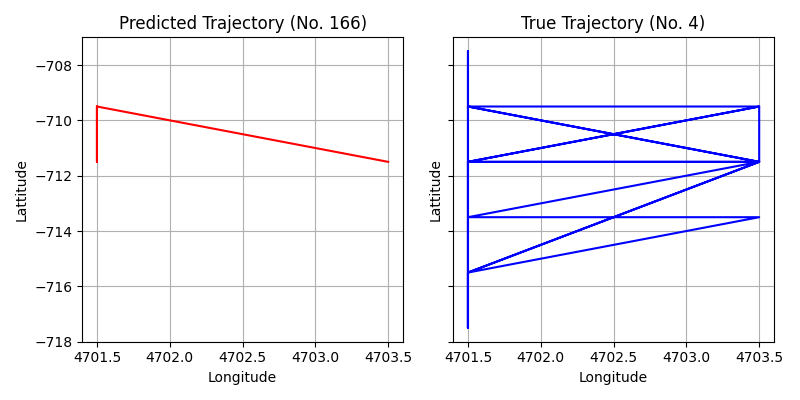 Predicted Trajectory (No. 166)
True Trajectory (No. 4)
−708
−710
−712
−714
−716
−718
Lattitude
Lattitude
4701.5 4702.0 4702.5 4703.0 4703.5
4701.5 4702.0 4702.5 4703.0 4703.5
Longitude
Longitude